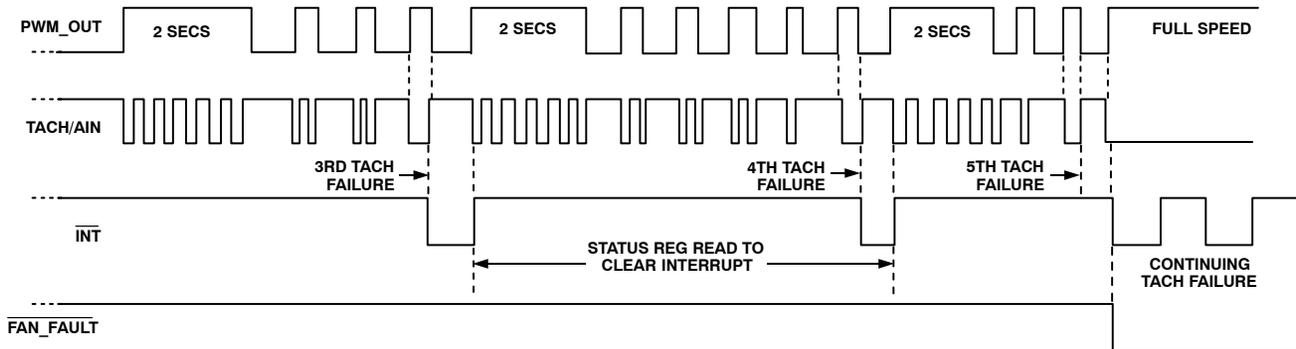 PWM_OUT
2 SECS
2 SECS
2 SECS
FULL SPEED
TACH/AIN
3RD TACH
FAILURE
4TH TACH
FAILURE
5TH TACH
FAILURE
INT
STATUS REG READ TO
CLEAR INTERRUPT
CONTINUING
TACH FAILURE
FAN_FAULT